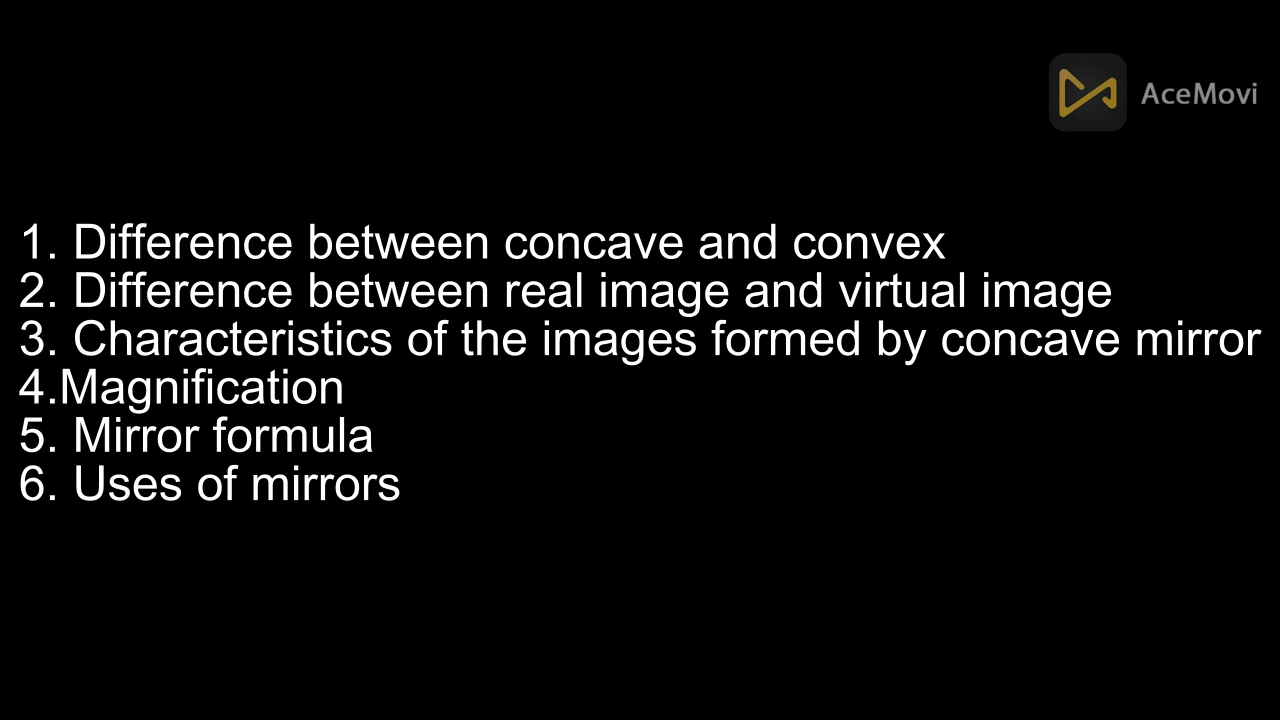 AceMovi
1. Difference between concave and convex
2. Difference between real image and virtual image
3. Characteristics of the images formed by concave mirror
4.Magnification
5. Mirror formula
6. Uses of mirrors